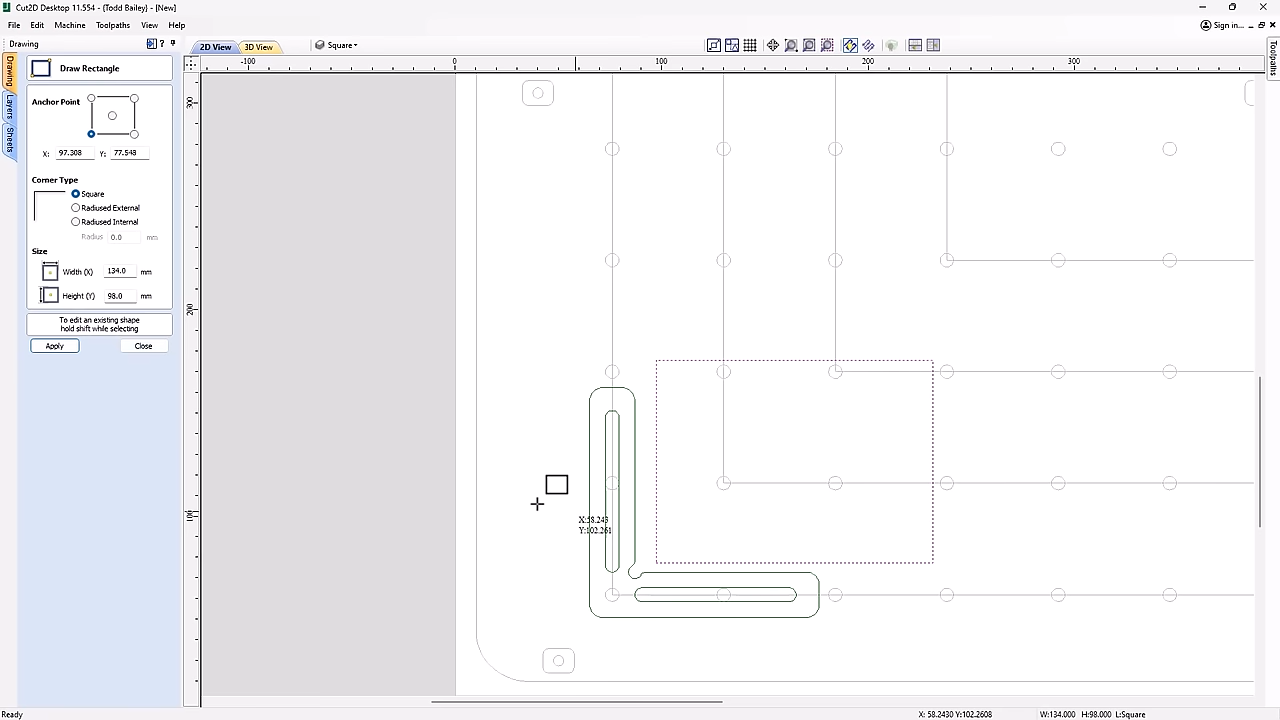 Cut2D Desktop 11.554 - {Todd Bailey} - [New]
File Edit Machine Toolpaths View Help
Sign in...
Drawing ?
2D View 3D View Square
-100 0 100 200 300
Drawing
Layers
Sheets
Toolpaths
300
200
100
Draw Rectangle
Anchor Point
X: 97.308 Y: 77.548
Corner Type
Square
Radiused External
Radiused Internal
Radius 0.0 mm
Size
Width (X) 134.0 mm
Height (Y) 98.0 mm
To edit an existing shape
hold shift while selecting
Apply Close
X:58.243
Y:102.261
Ready X: 58.2430 Y:102.2608 W:134.000 H:98.000 L:Square